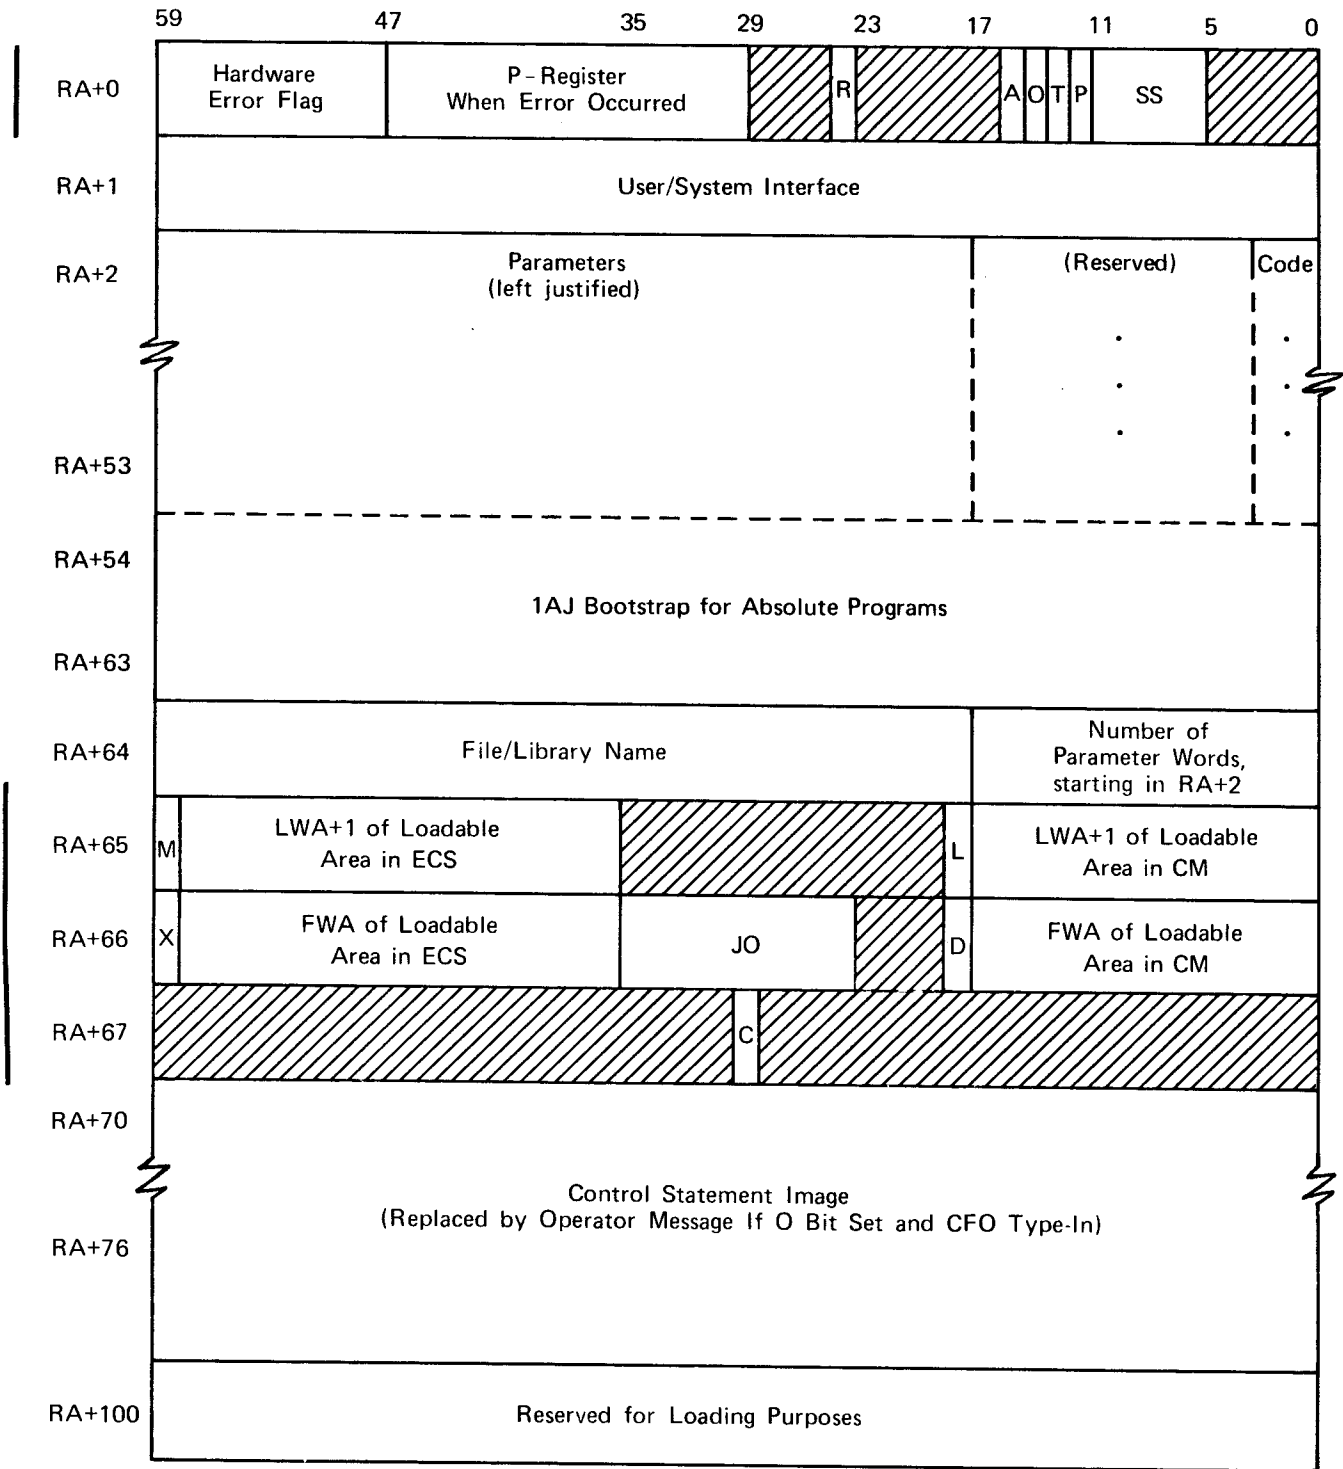 59 47 35 29 23 17 11 5 0
RA+0
Hardware
Error Flag
P-Register
When Error Occurred
R
A
O
T
P
SS
RA+1
User/System Interface
RA+2
Parameters
(left justified)
(Reserved)
Code
RA+53
RA+54
1AJ Bootstrap for Absolute Programs
RA+63
RA+64
File/Library Name
Number of
Parameter Words,
starting in RA+2
RA+65
M
LWA+1 of Loadable
Area in ECS
L
LWA+1 of Loadable
Area in CM
RA+66
X
FWA of Loadable
Area in ECS
JO
D
FWA of Loadable
Area in CM
RA+67
C
RA+70
Control Statement Image
(Replaced by Operator Message If O Bit Set and CFO Type-In)
RA+76
RA+100
Reserved for Loading Purposes